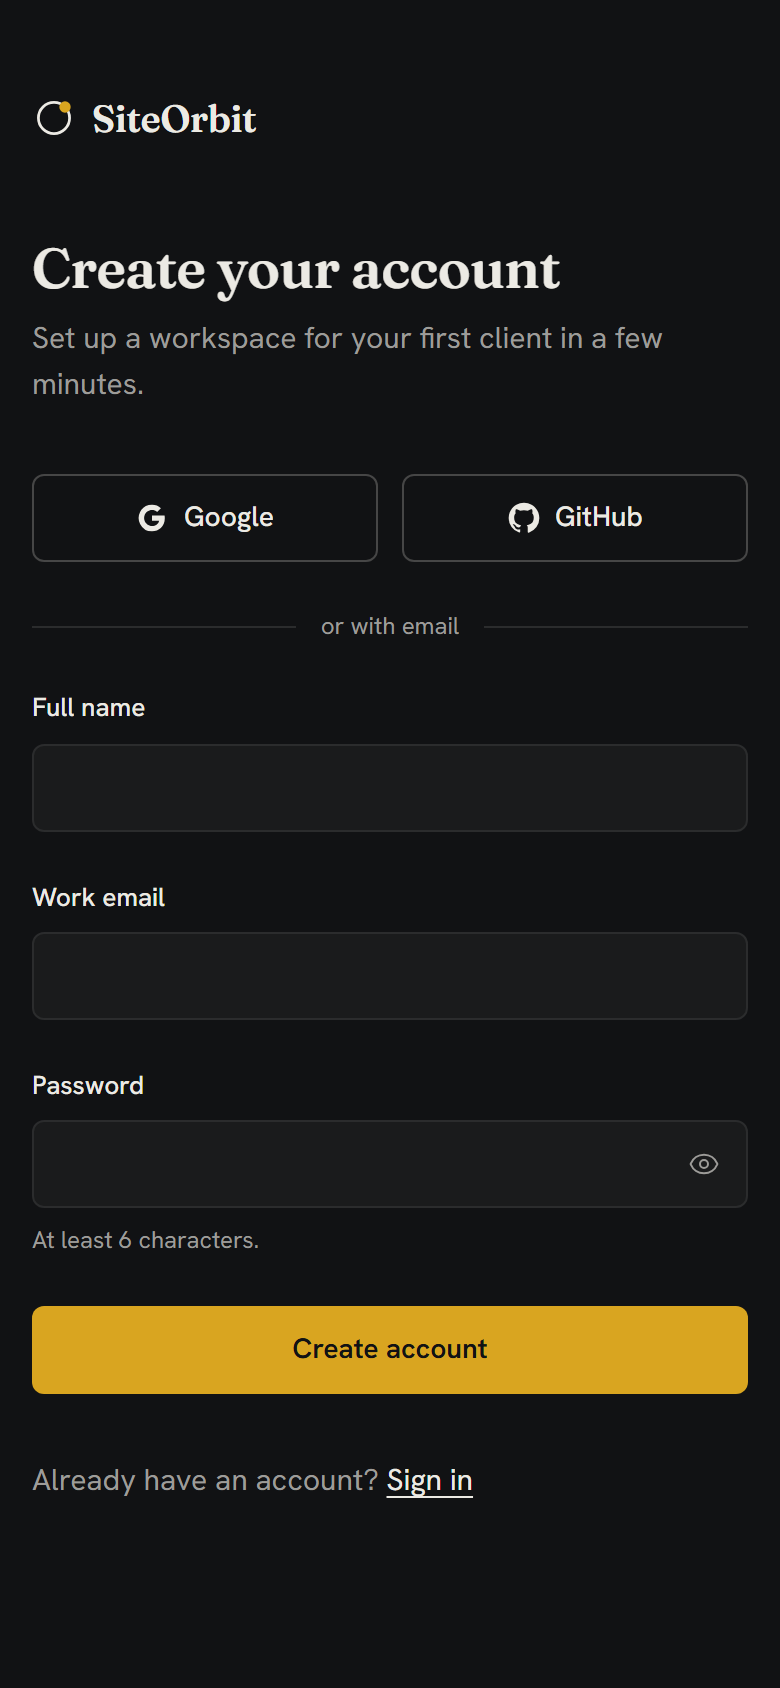 SiteOrbit
Create your account
Set up a workspace for your first client in a few
minutes.
Google
GitHub
or with email
Full name
Work email
Password
At least 6 characters.
Create account
Already have an account? Sign in